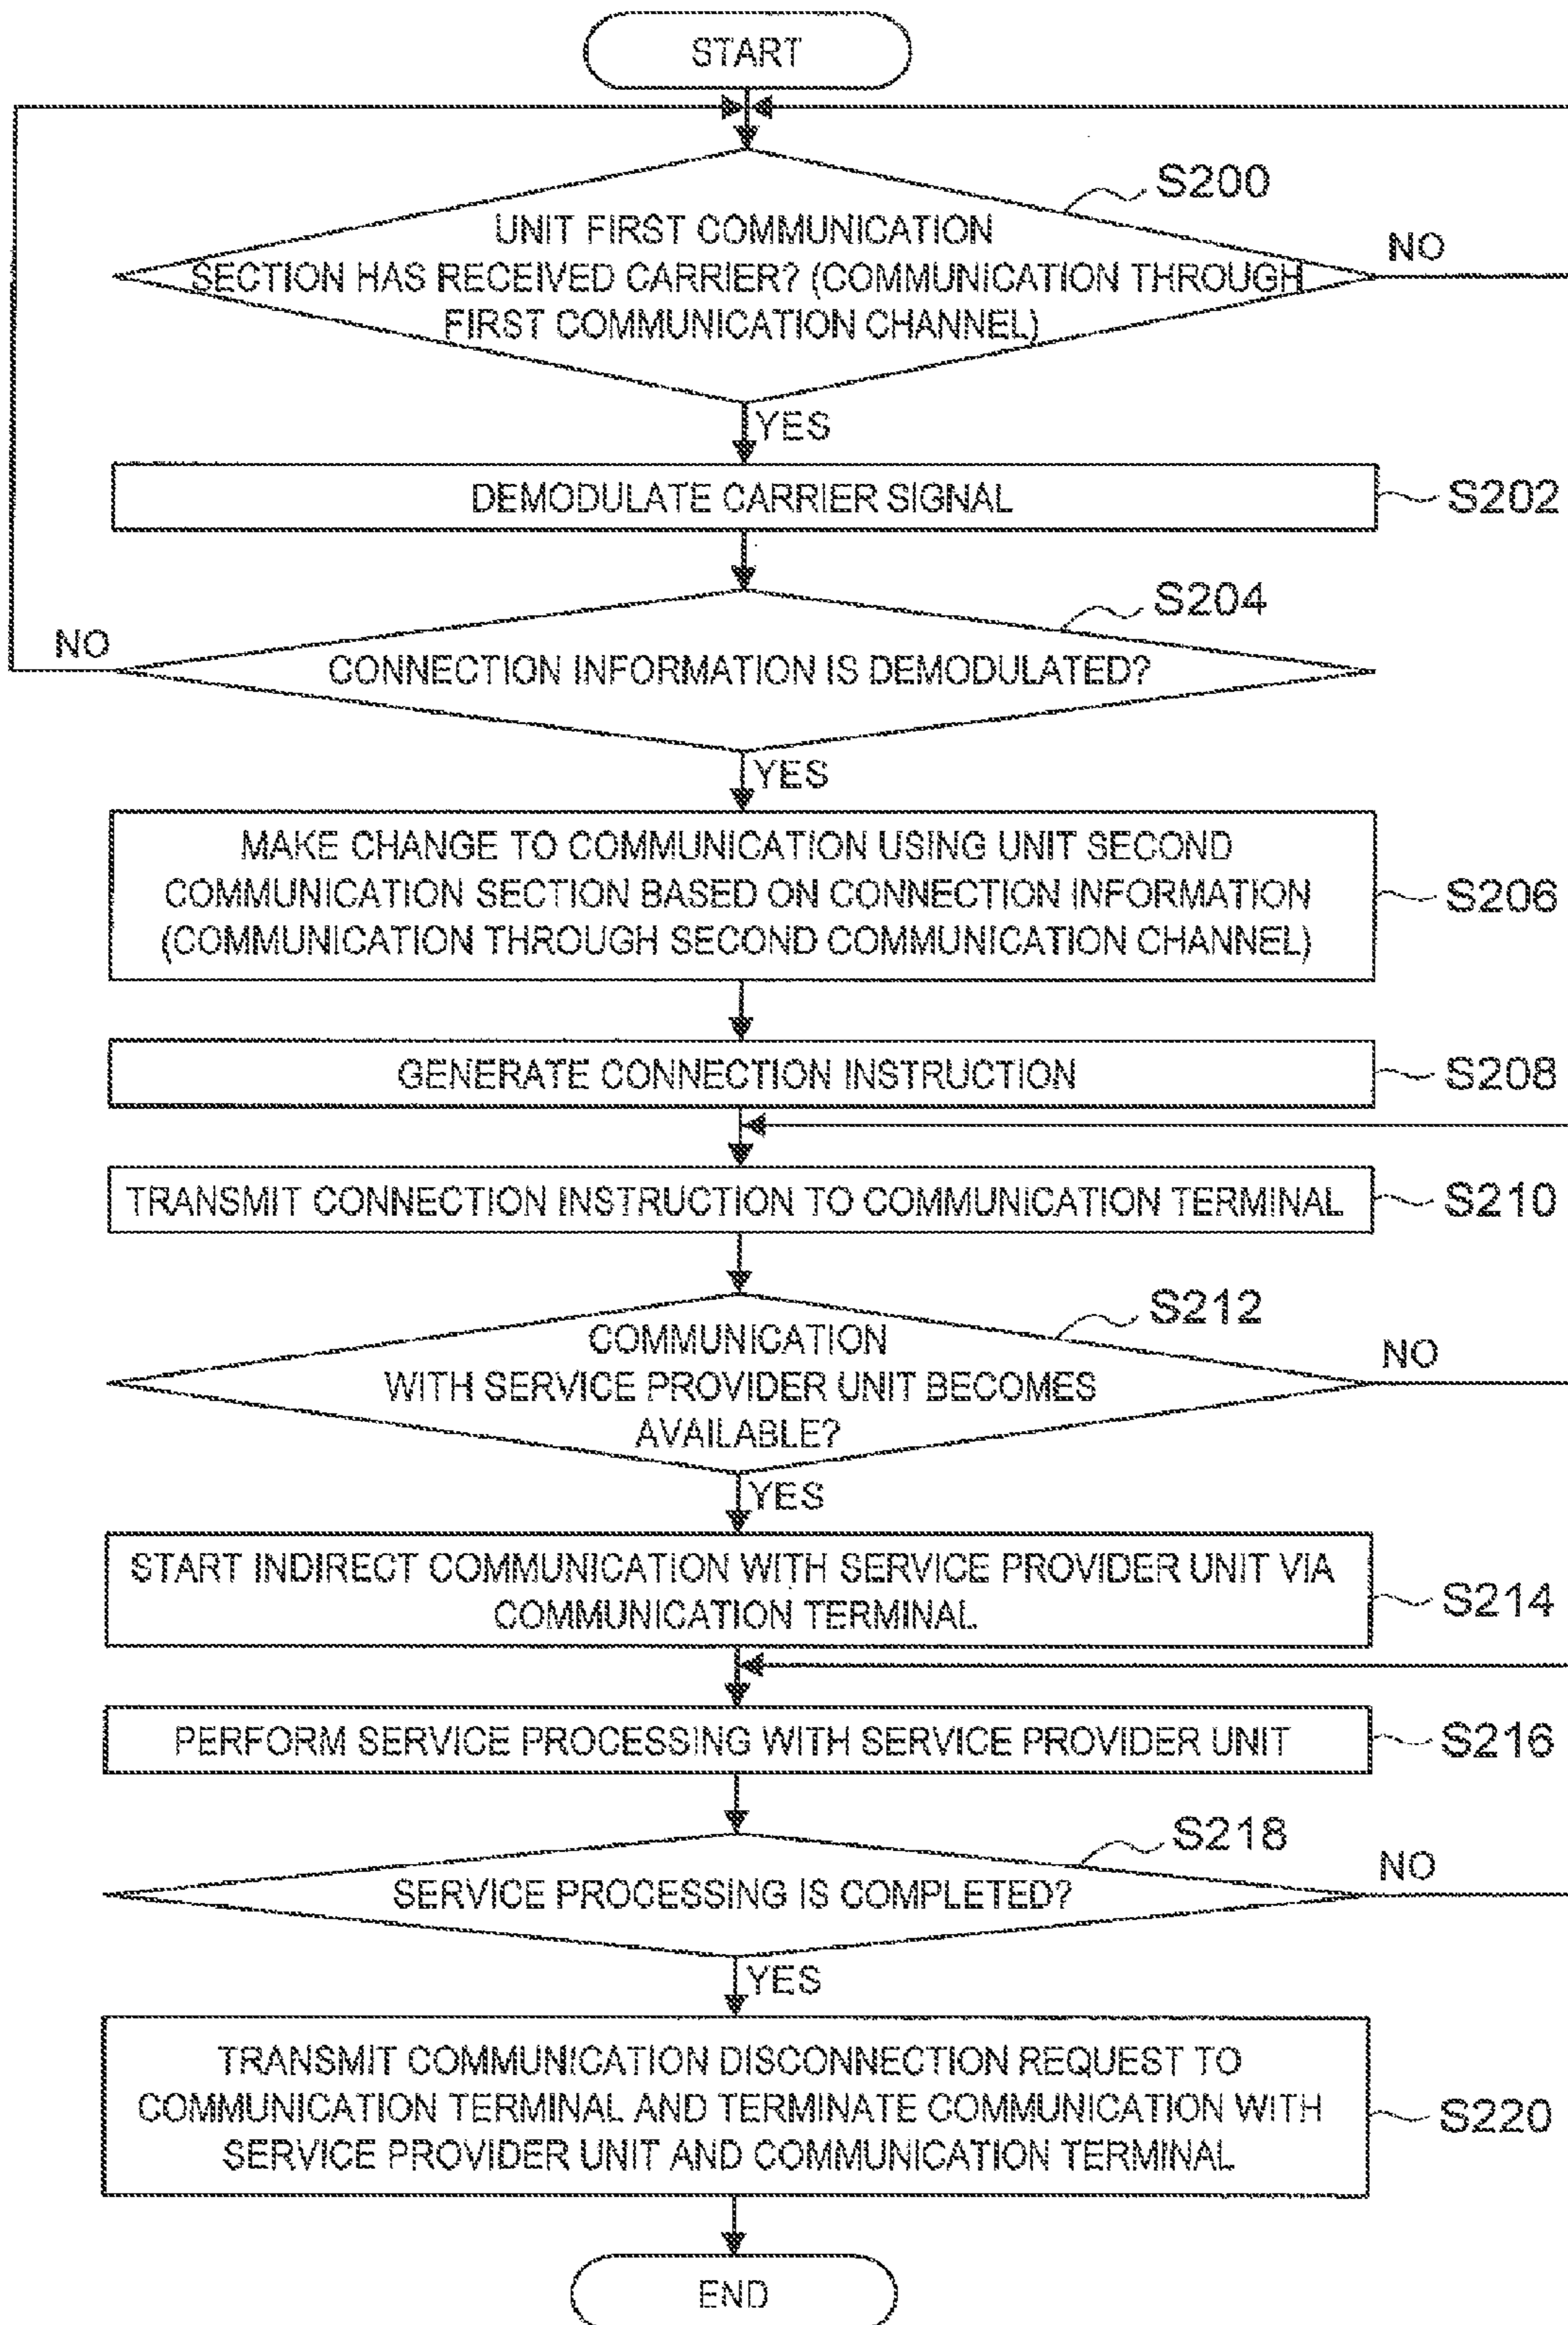 START
S200
UNIT FIRST COMMUNICATION
SECTION HAS RECEIVED CARRIER? (COMMUNICATION THROUGH
FIRST COMMUNICATION CHANNEL)
NO
YES
DEMODULATE CARRIER SIGNAL
S202
S204
NO
CONNECTION INFORMATION IS DEMODULATED?
YES
MAKE CHANGE TO COMMUNICATION USING UNIT SECOND
COMMUNICATION SECTION BASED ON CONNECTION INFORMATION
(COMMUNICATION THROUGH SECOND COMMUNICATION CHANNEL)
S206
GENERATE CONNECTION INSTRUCTION
S208
TRANSMIT CONNECTION INSTRUCTION TO COMMUNICATION TERMINAL
S210
S212
COMMUNICATION
WITH SERVICE PROVIDER UNIT BECOMES
AVAILABLE?
NO
YES
START INDIRECT COMMUNICATION WITH SERVICE PROVIDER UNIT VIA
COMMUNICATION TERMINAL
S214
PERFORM SERVICE PROCESSING WITH SERVICE PROVIDER UNIT
S216
S218
NO
SERVICE PROCESSING IS COMPLETED?
YES
TRANSMIT COMMUNICATION DISCONNECTION REQUEST TO
COMMUNICATION TERMINAL AND TERMINATE COMMUNICATION WITH
SERVICE PROVIDER UNIT AND COMMUNICATION TERMINAL
S220
END